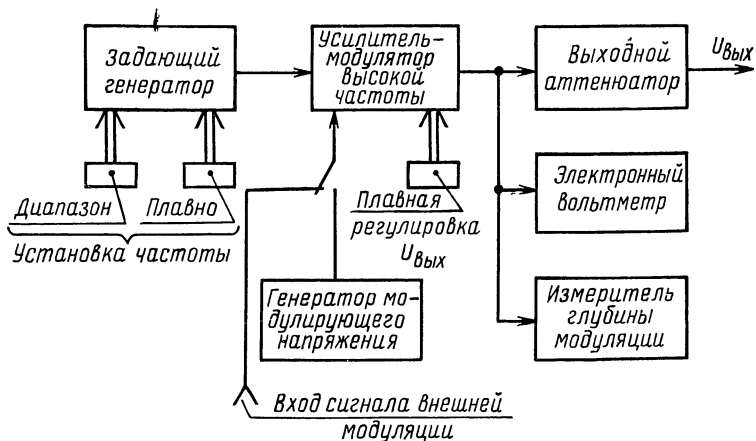 Задающий
генератор
Усилитель-
модулятор
высокой
частоты
Выходной
аттенюатор
Uвых
Диапазон
Плавно
Установка частоты
Плавная
регулировка
Uвых
Электронный
вольтметр
Генератор мо-
дулирующего
напряжения
Измеритель
глубины
модуляции
Вход сигнала внешней
модуляции